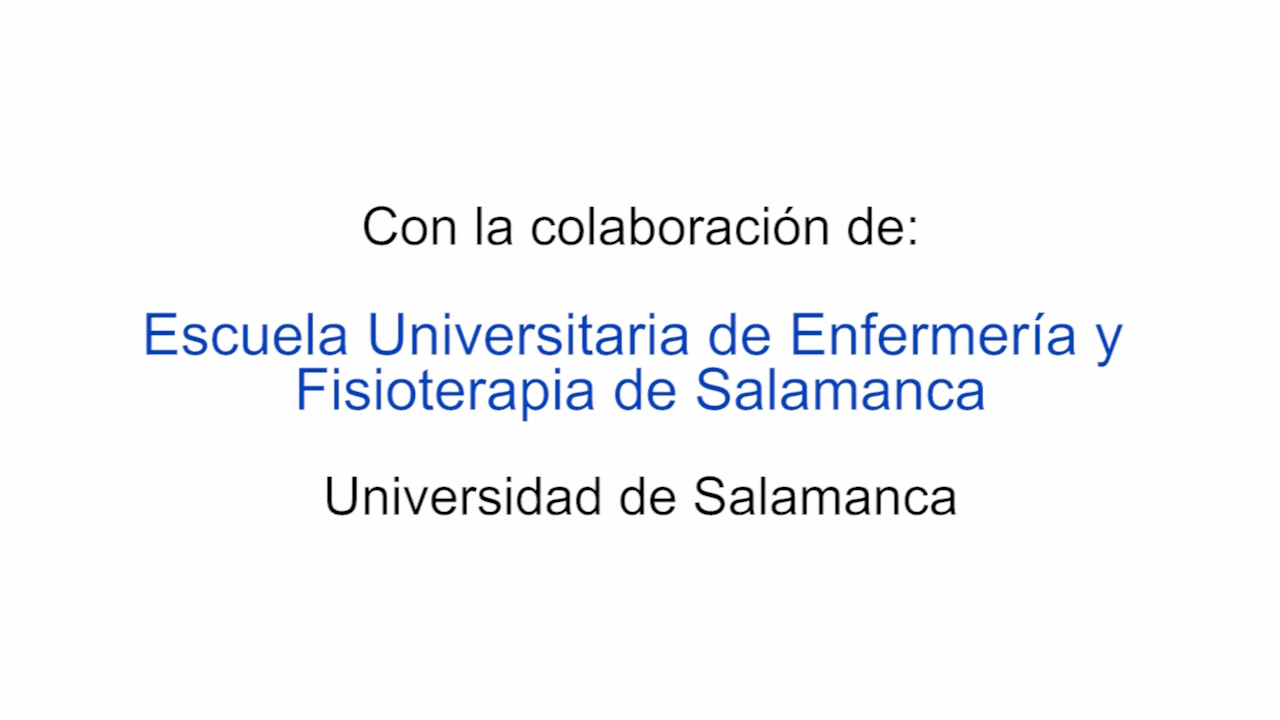 Con la colaboración de:
Escuela Universitaria de Enfermería y
Fisioterapia de Salamanca
Universidad de Salamanca